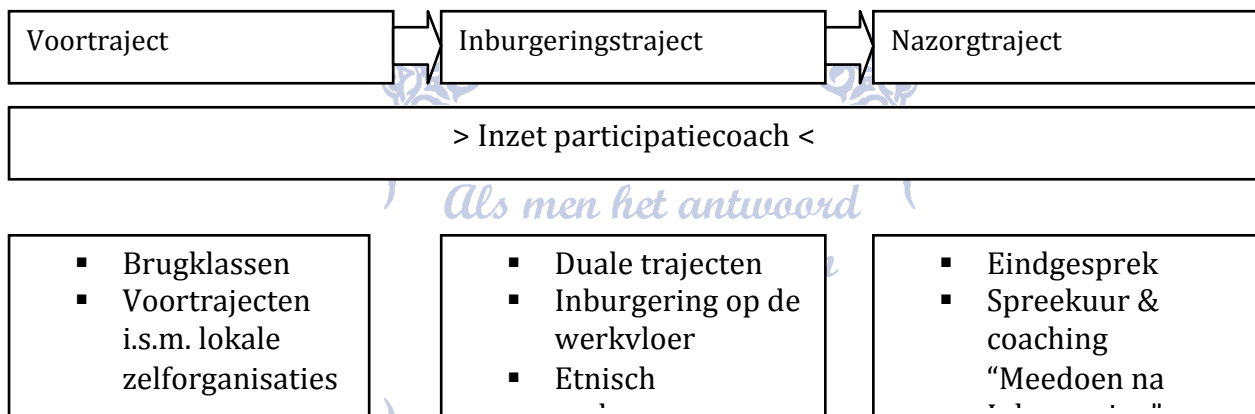 Voortraject
Inburgeringstraject
Nazorgtraject
> Inzet participatiecoach <
Als men het antwoord
▪ Brugklassen
▪ Voortrajecten
i.s.m. lokale
zelforganisaties
▪ Duale trajecten
▪ Inburgering op de
werkvloer
▪ Etnisch
▪ Eindgesprek
▪ Spreekuur &
coaching
“Meedoen na